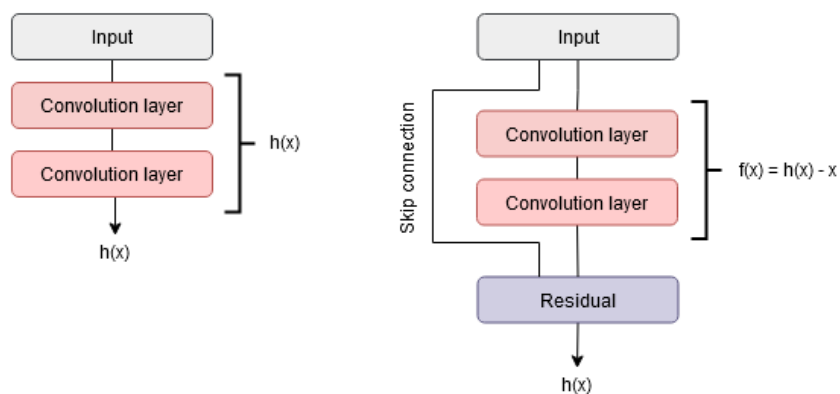 Input
Convolution layer
Convolution layer
h(x)
h(x)
Input
Skip connection
Convolution layer
Convolution layer
f(x) = h(x) - x
Residual
h(x)